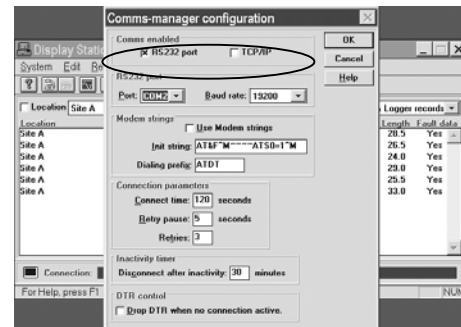 Comms-manager configuration
Comms enabled
RS232 port TCP/IP
OK
Cancel
Help
RS232 port
Port: COM2 Baud rate: 19200
Modem strings
Use Modem strings
Init string: AT&F^M~~~~ATS0=1^M
Dialing prefix: ATDT
Connection parameters
Connect time: 120 seconds
Retry pause: 5 seconds
Retries: 3
Inactivity timer
Disconnect after inactivity: 30 minutes
DTR control
Drop DTR when no connection active.
Display
System Edit
Location Site A
Location
Site A
Site A
Site A
Site A
Site A
Site A
Logger records
Length Fault data
28.5 Yes
26.5 Yes
24.0 Yes
29.0 Yes
25.5 Yes
33.0 Yes
Connection:
For Help, press F1